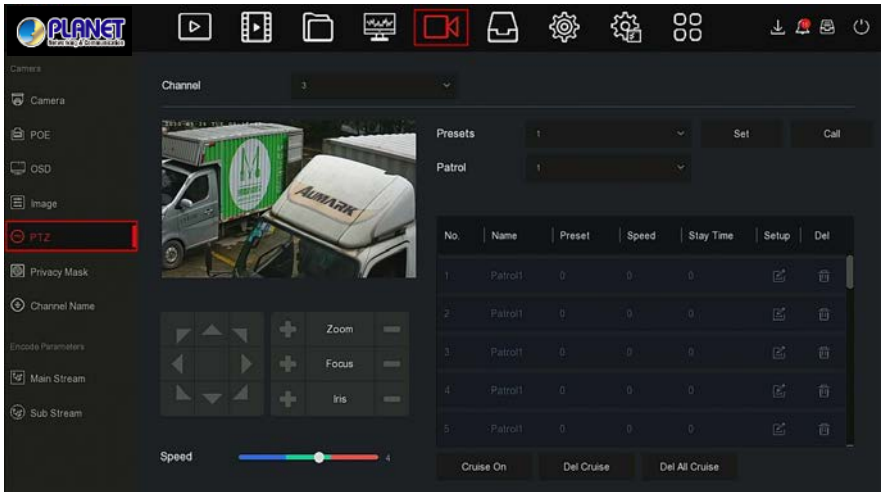 PLANET
Networking & Communication
Camera
Camera
POE
OSD
Image
PTZ
Privacy Mask
Channel Name
Encode Parameters
Main Stream
Sub Stream
Channel 3
AUMARK
Presets 1 Set Call
Patrol 1
No. Name Preset Speed Stay Time Setup Del
1 Patrol1 0 0 0
2 Patrol1 0 0 0
3 Patrol1 0 0 0
4 Patrol1 0 0 0
5 Patrol1 0 0 0
Zoom
Focus
Iris
Speed 4
Cruise On Del Cruise Del All Cruise